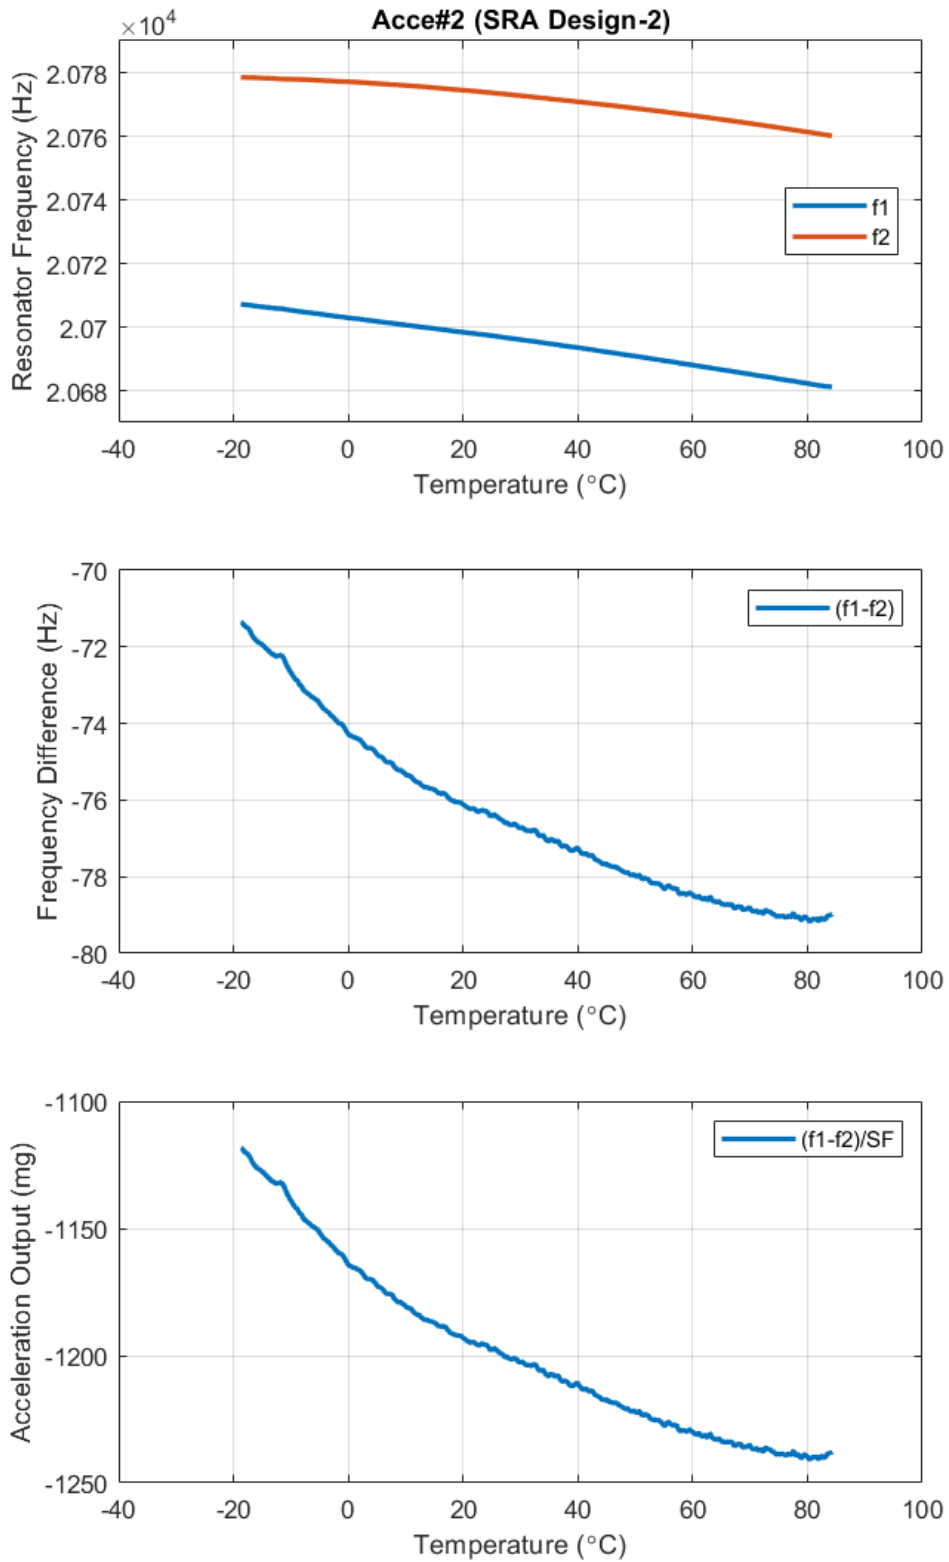 Acce#2 (SRA Design-2)
×10⁴
Resonator Frequency (Hz)
2.078
2.076
2.074
2.072
2.07
2.068
f1
f2
-40 -20 0 20 40 60 80 100
Temperature (°C)
Frequency Difference (Hz)
-70
-72
-74
-76
-78
-80
(f1-f2)
-40 -20 0 20 40 60 80 100
Temperature (°C)
Acceleration Output (mg)
-1100
-1150
-1200
-1250
(f1-f2)/SF
-40 -20 0 20 40 60 80 100
Temperature (°C)